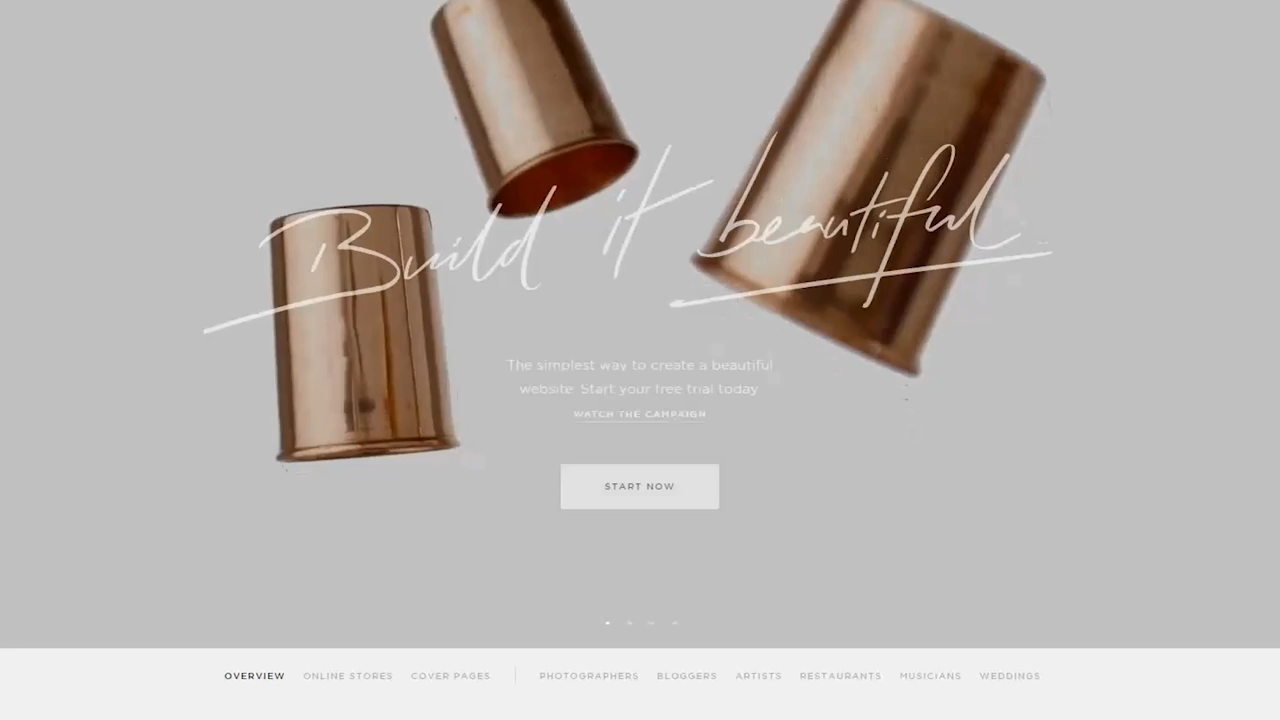 Build it beautiful
The simplest way to create a beautiful
website. Start your free trial today
WATCH THE CAMPAIGN
START NOW
OVERVIEW ONLINE STORES COVER PAGES PHOTOGRAPHERS BLOGGERS ARTISTS RESTAURANTS MUSICIANS WEDDINGS